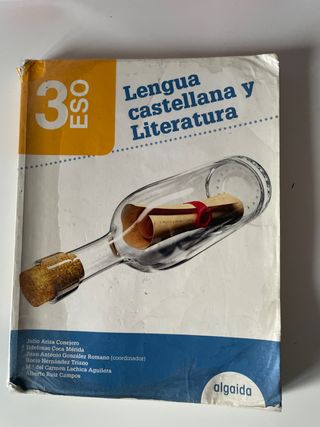 3 ESO
Lengua
castellana y
Literatura
Julio Ariza Conejero
Ildefonso Coca Mérida
Juan Antonio González Romano (coordinador)
Rocío Hernández Triano
M.ª del Carmen Lachica Aguilera
Alberto Ruiz Campos
algaida